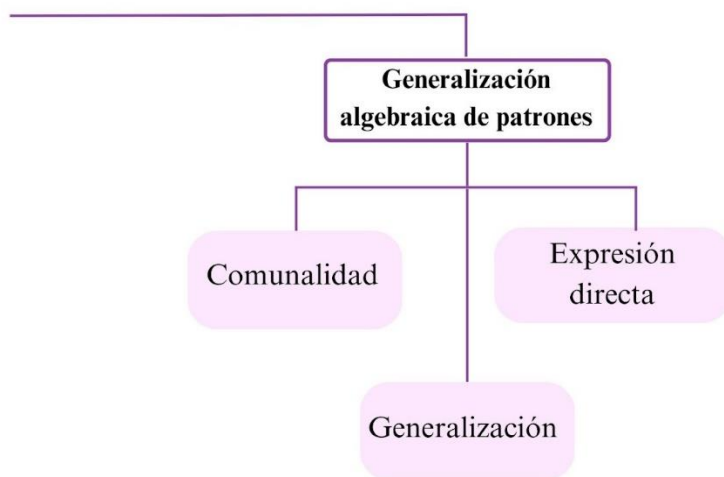 Generalización
algebraica de patrones
Comunalidad
Expresión
directa
Generalización